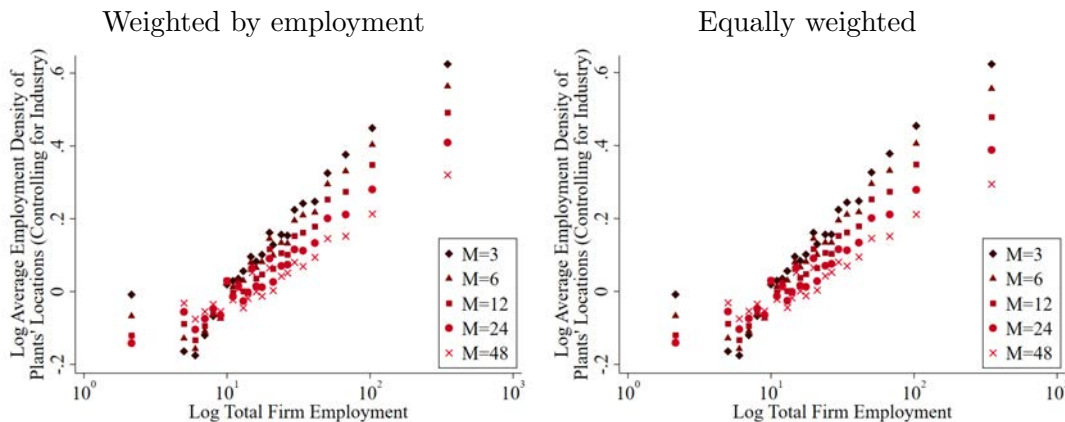 Weighted by employment
Log Average Employment Density of
Plants' Locations (Controlling for Industry)
.6
.4
.2
0
-.2
10⁰
10¹
10²
10³
Log Total Firm Employment
M=3
M=6
M=12
M=24
M=48
Equally weighted
Log Average Employment Density of
Plants' Locations (Controlling for Industry)
.6
.4
.2
0
-.2
10⁰
10¹
10²
Log Total Firm Employment
M=3
M=6
M=12
M=24
M=48